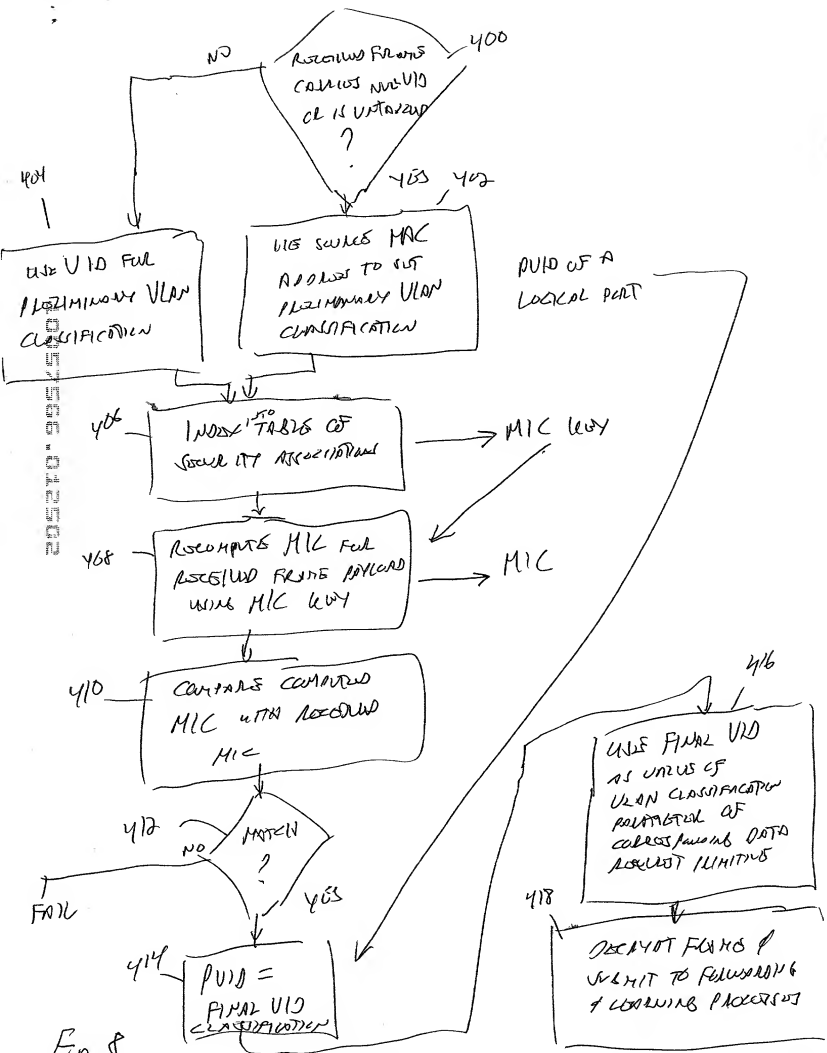 400
NO
RECEIVED FRAME
CARRIES NULL VID
OR IS UNTAGGED
?
YES
402
404
USE VID FOR
PRELIMINARY VLAN
CLASSIFICATION
USE SOURCE MAC
ADDRESS TO SET
PRELIMINARY VLAN
CLASSIFICATION
PVID OF A
LOGICAL PORT
406
INDEX INTO TABLE OF
SECURITY ASSOCIATIONS
MIC KEY
408
RECOMPUTE MIC FOR
RECEIVED FRAME PAYLOAD
USING MIC KEY
MIC
410
COMPARE COMPUTED
MIC WITH RECEIVED
MIC
412
MATCH
?
NO
FAIL
YES
414
PVID =
FINAL VID
CLASSIFICATION
416
USE FINAL VID
AS VALUE OF
VLAN CLASSIFICATION
PARAMETER OF
CORRESPONDING DATA
REQUEST PRIMITIVE
418
DECRYPT FRAME &
SUBMIT TO FORWARDING
& LEARNING PROCESSES
FIG. 8
10057566.012502